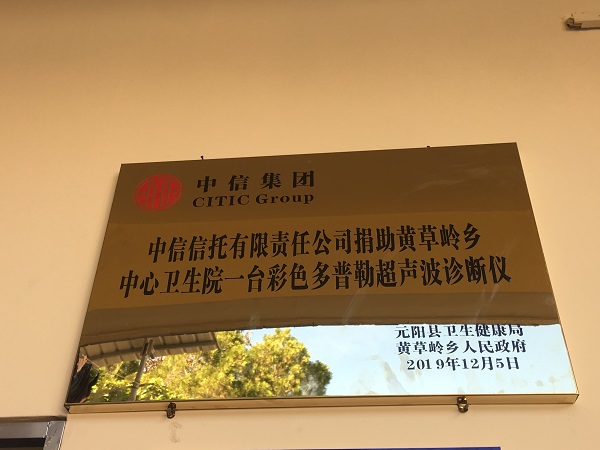 中信集团
CITIC Group
中信信托有限责任公司捐助黄草岭乡
中心卫生院一台彩色多普勒超声波诊断仪
元阳县卫生健康局
黄草岭乡人民政府
2019年12月5日